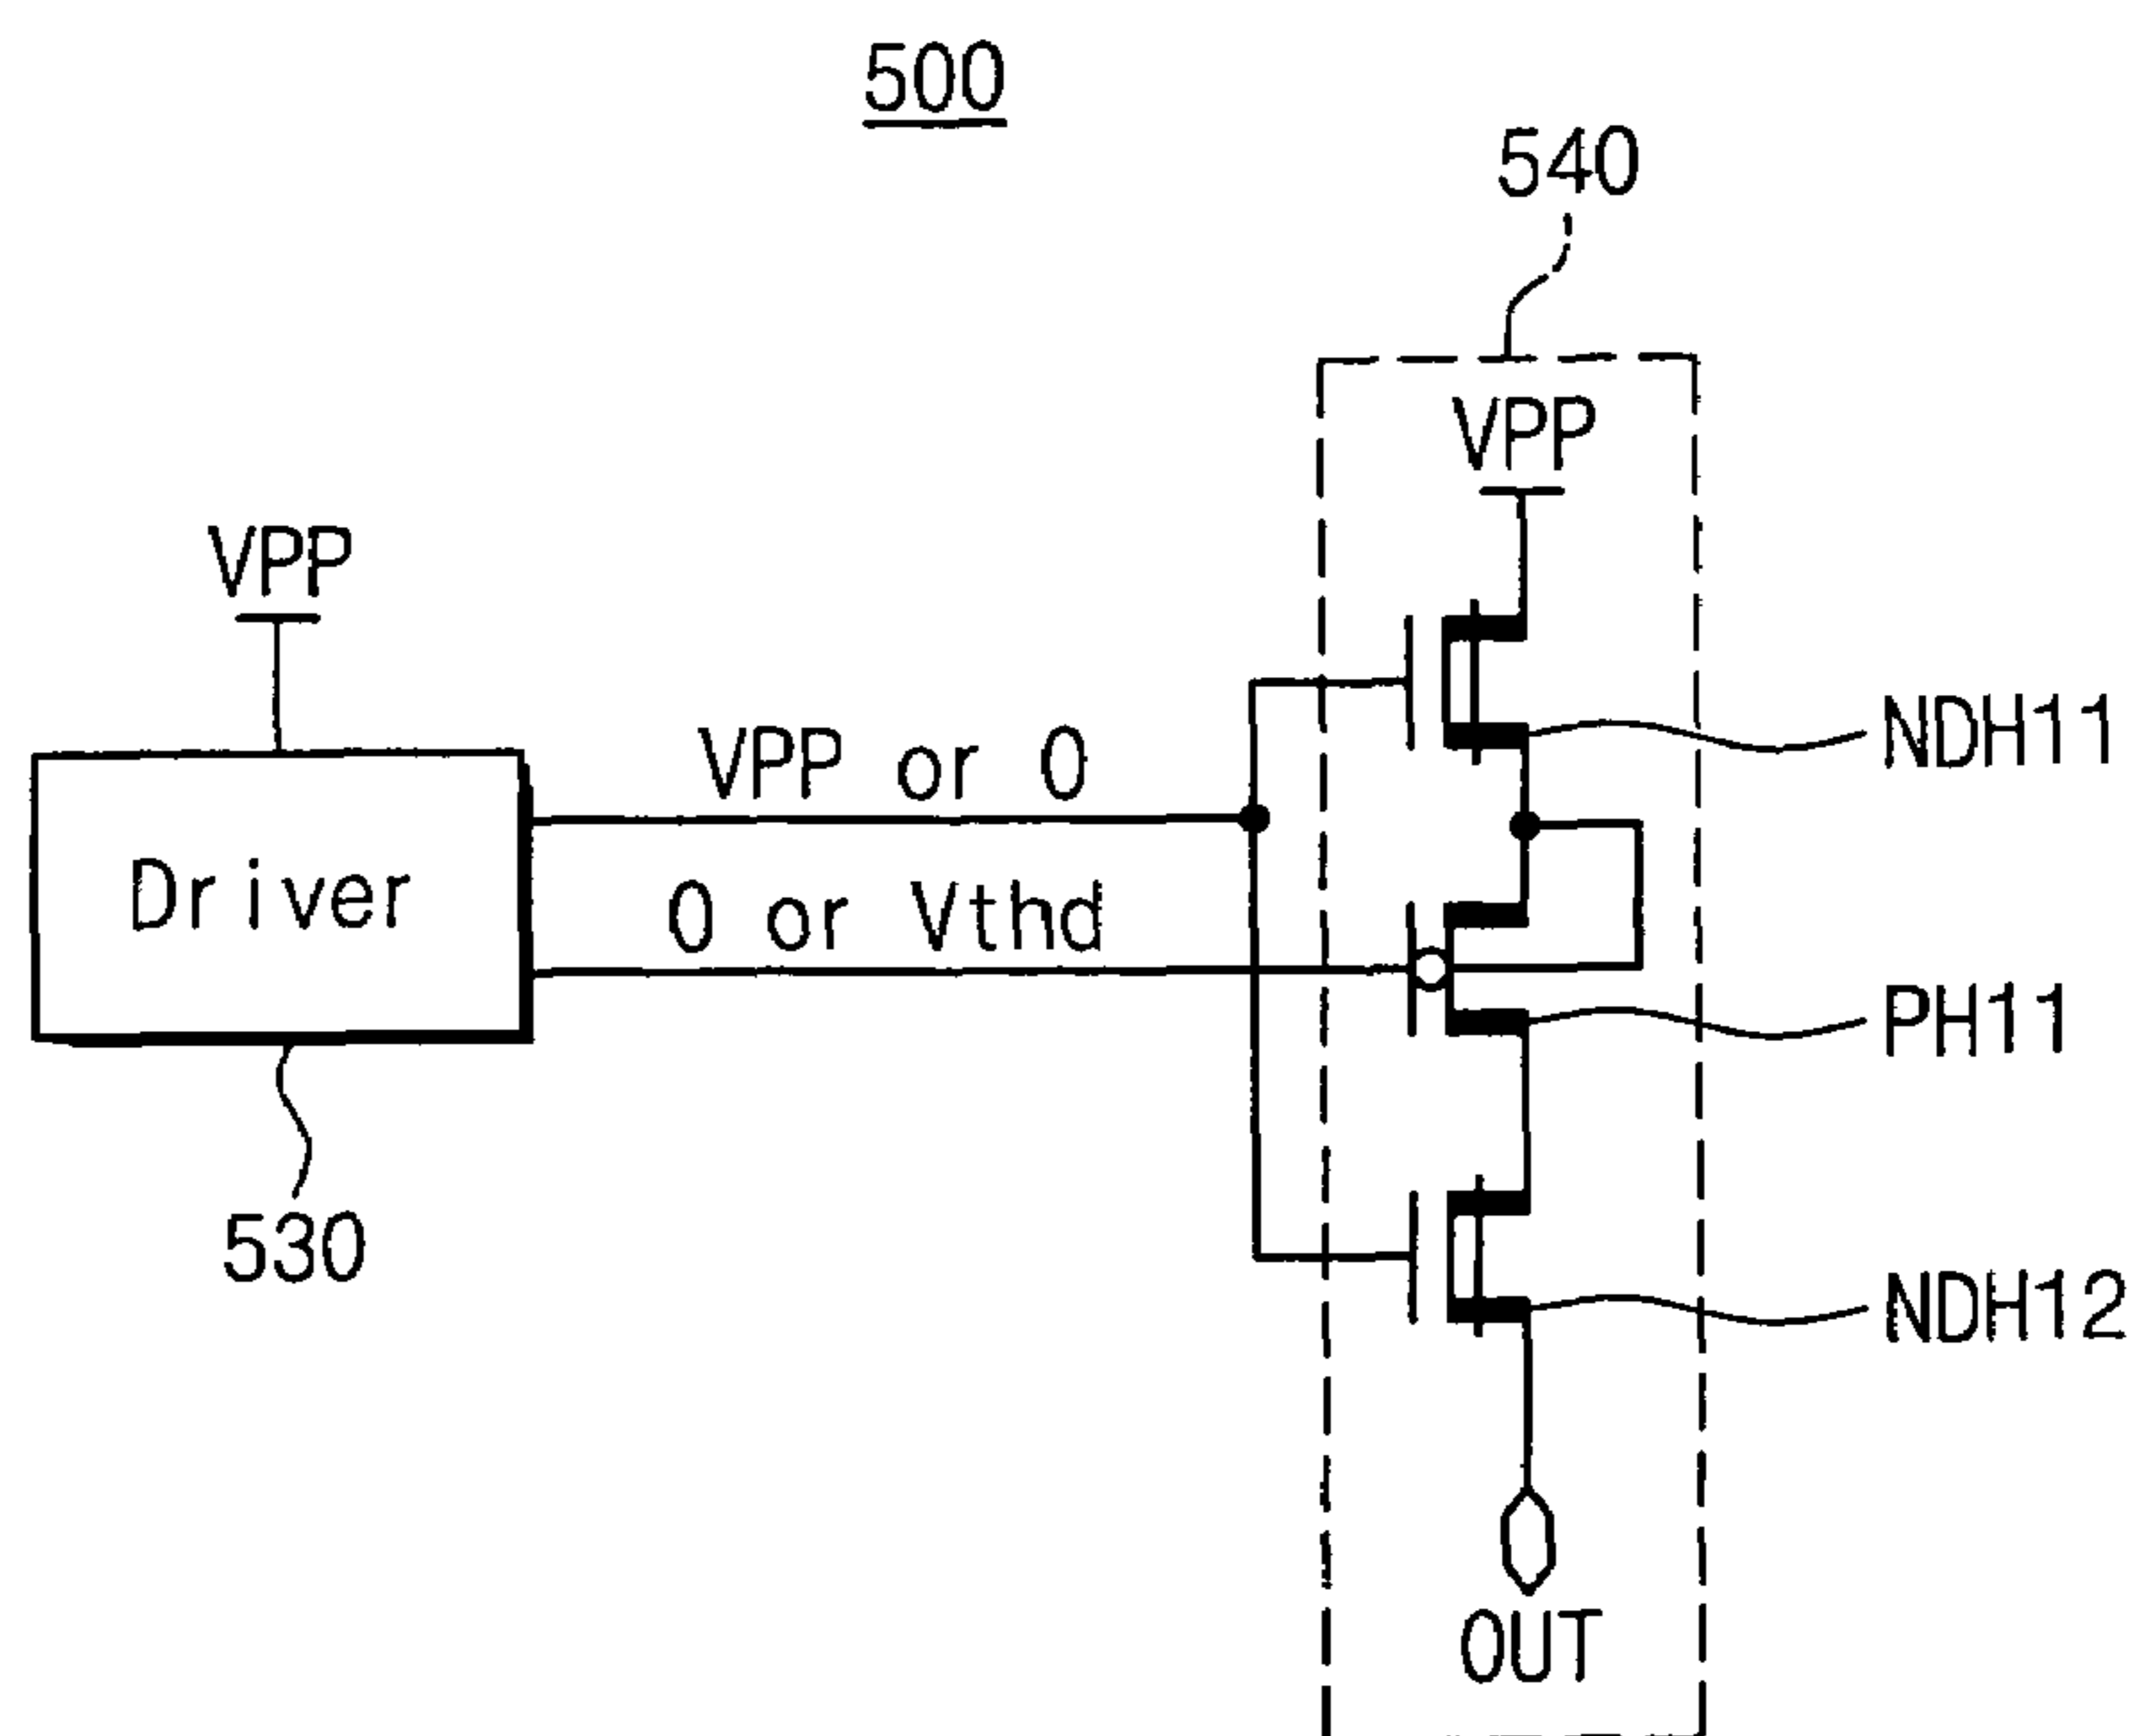 500
540
VPP
VPP
VPP or 0
NDH11
Driver
0 or Vthd
PH11
530
NDH12
OUT